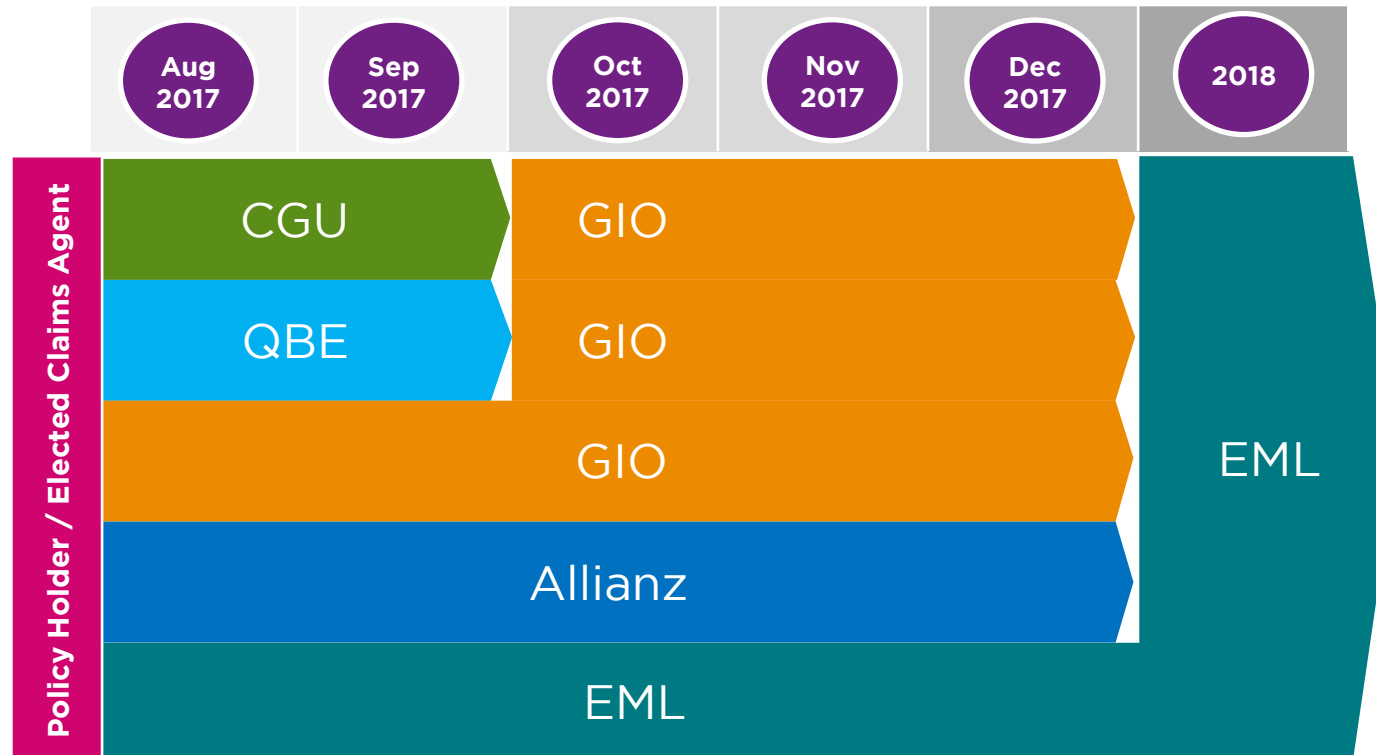 Aug
2017
Sep
2017
Oct
2017
Nov
2017
Dec
2017
2018
Policy Holder / Elected Claims Agent
CGU
GIO
QBE
GIO
GIO
EML
Allianz
EML